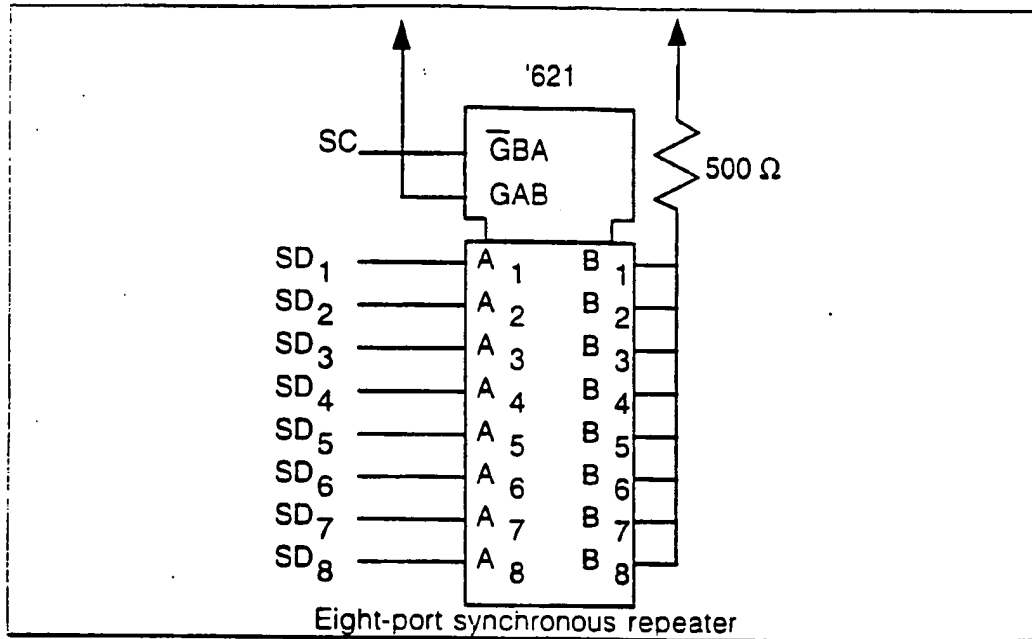 '621
SC
G̅BA
GAB
500 Ω
SD1 A1 B1
SD2 A2 B2
SD3 A3 B3
SD4 A4 B4
SD5 A5 B5
SD6 A6 B6
SD7 A7 B7
SD8 A8 B8
Eight-port synchronous repeater